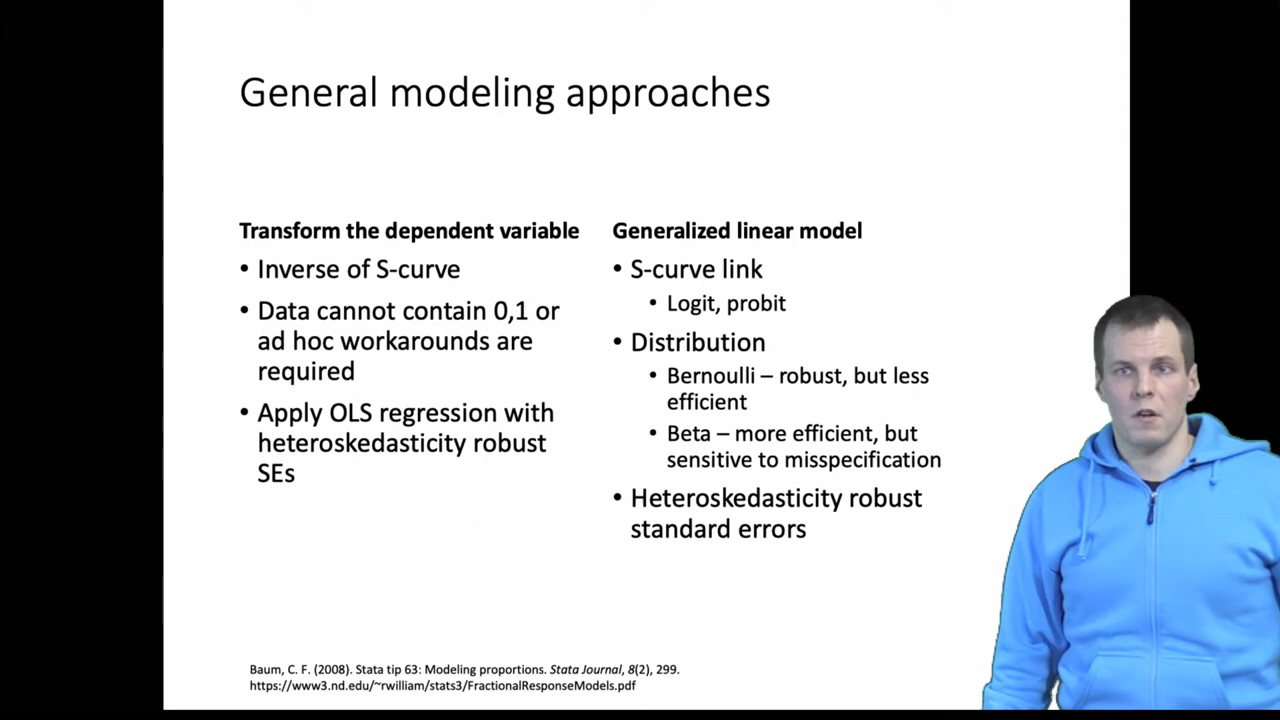 General modeling approaches
Transform the dependent variable
• Inverse of S-curve
• Data cannot contain 0,1 or
ad hoc workarounds are
required
• Apply OLS regression with
heteroskedasticity robust
SEs
Generalized linear model
• S-curve link
• Logit, probit
• Distribution
• Bernoulli – robust, but less
efficient
• Beta – more efficient, but
sensitive to misspecification
• Heteroskedasticity robust
standard errors
Baum, C. F. (2008). Stata tip 63: Modeling proportions. Stata Journal, 8(2), 299.
https://www3.nd.edu/~rwilliam/stats3/FractionalResponseModels.pdf